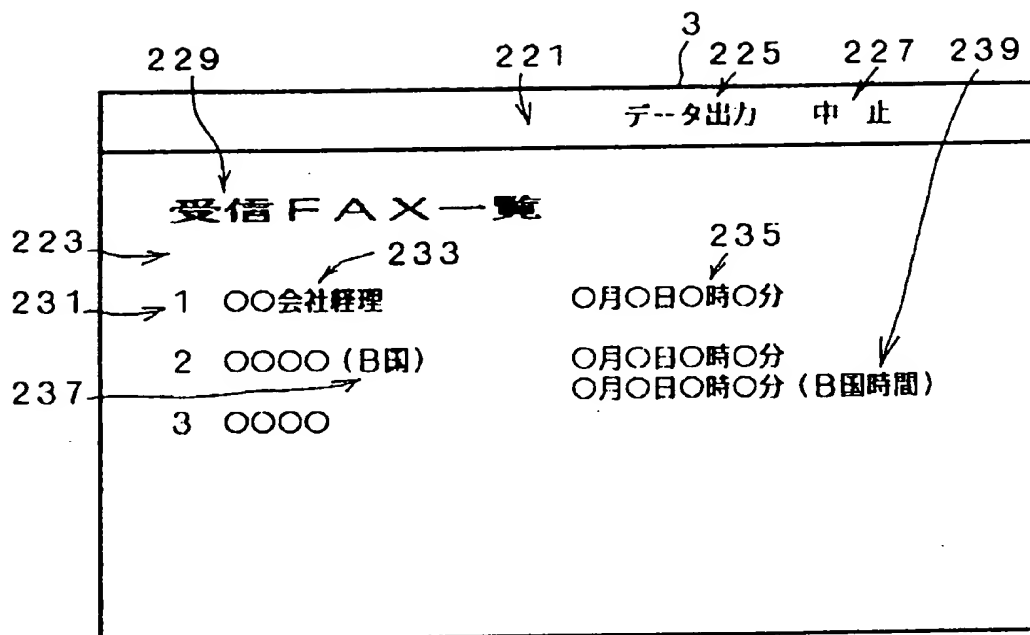 3
229 221 225 227 239
データ出力 中止
受信FAX一覧
223 233 235
231 1 ○○会社経理 ○月○日○時○分
2 ○○○○(B国) ○月○日○時○分
237 ○月○日○時○分(B国時間)
3 ○○○○